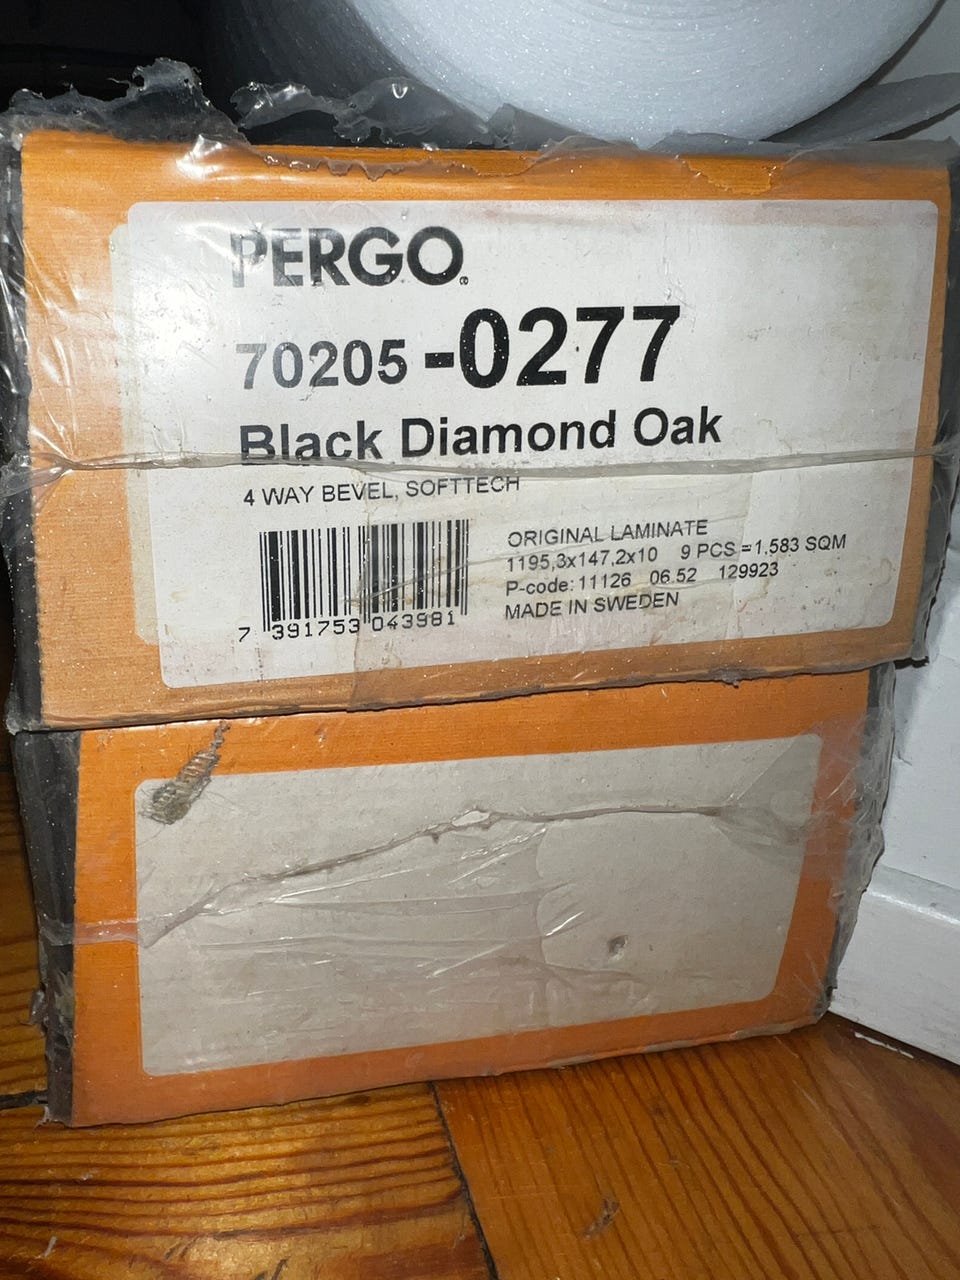 PERGO®
70205-0277
Black Diamond Oak
4 WAY BEVEL, SOFTTECH
ORIGINAL LAMINATE
1195,3x147,2x10 9 PCS =1,583 SQM
P-code: 11126 06.52 129923
MADE IN SWEDEN
7 391753 043981